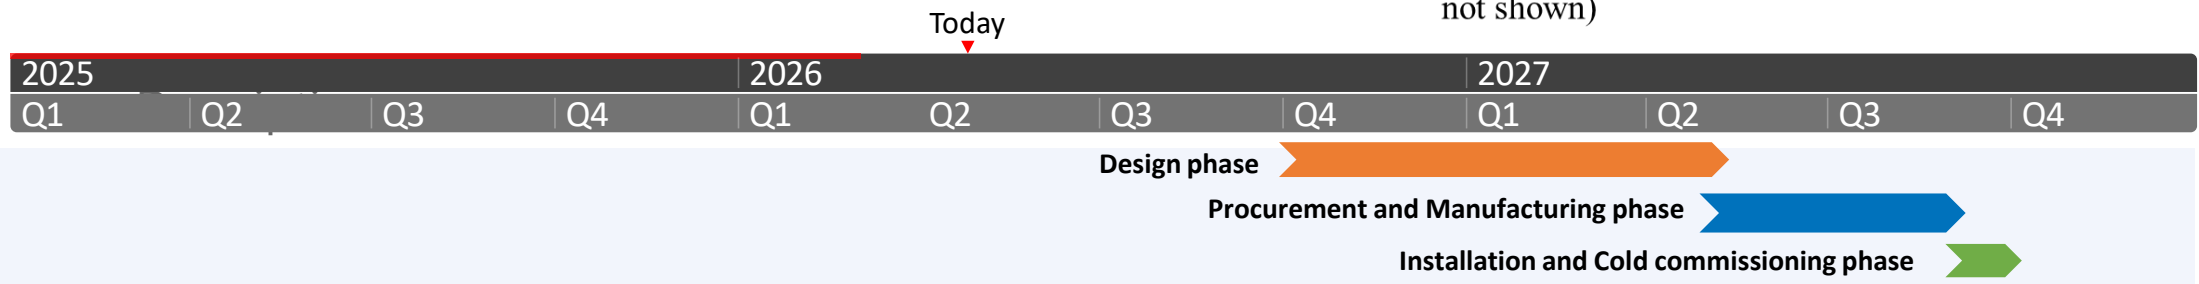 not shown)
Today
2025 2026 2027
Q1 Q2 Q3 Q4 Q1 Q2 Q3 Q4 Q1 Q2 Q3 Q4
Design phase
Procurement and Manufacturing phase
Installation and Cold commissioning phase